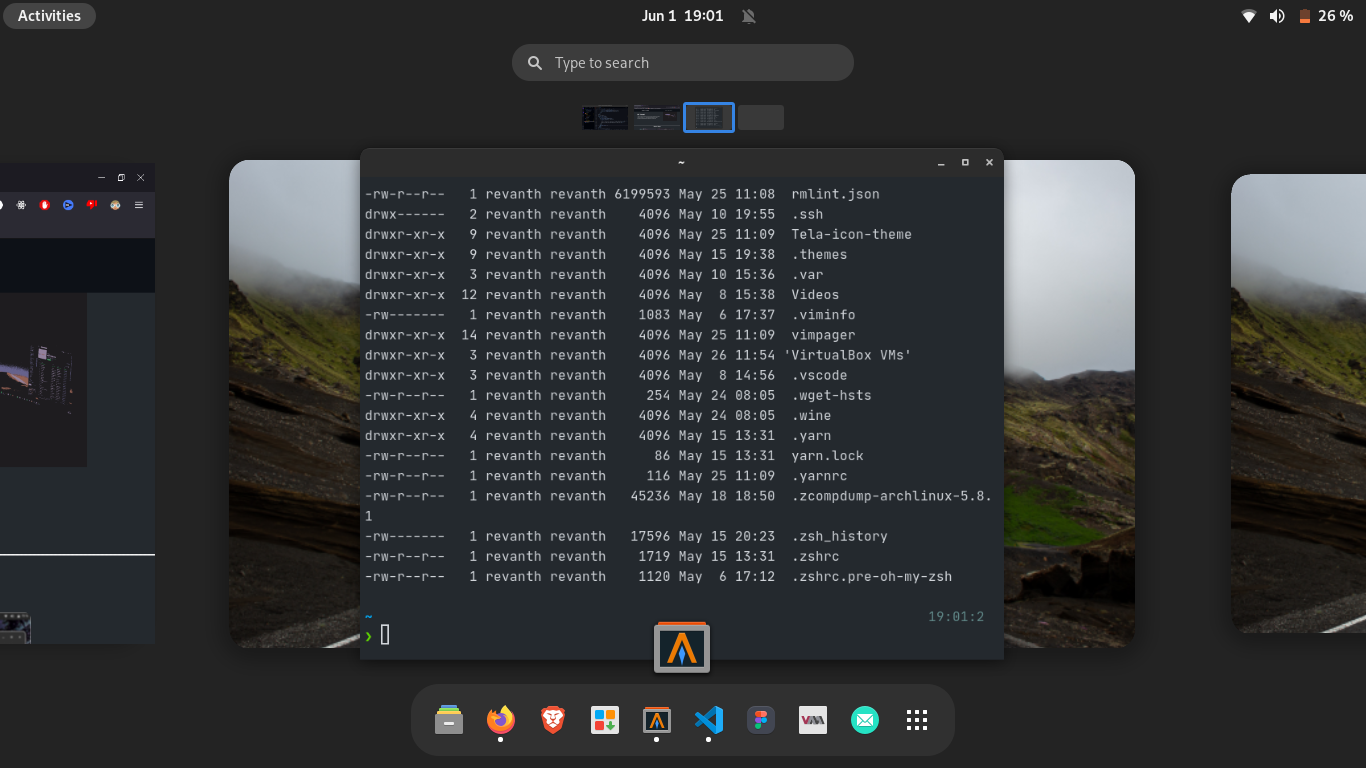 Activities
Jun 1  19:01
26 %
Type to search
~
-rw-r--r--   1 revanth revanth 6199593 May 25 11:08  rmlint.json
drwx------   2 revanth revanth    4096 May 10 19:55  .ssh
drwxr-xr-x   9 revanth revanth    4096 May 25 11:09  Tela-icon-theme
drwxr-xr-x   9 revanth revanth    4096 May 15 19:38  .themes
drwxr-xr-x   3 revanth revanth    4096 May 10 15:36  .var
drwxr-xr-x  12 revanth revanth    4096 May  8 15:38  Videos
-rw-------   1 revanth revanth    1083 May  6 17:37  .viminfo
drwxr-xr-x  14 revanth revanth    4096 May 25 11:09  vimpager
drwxr-xr-x   3 revanth revanth    4096 May 26 11:54 'VirtualBox VMs'
drwxr-xr-x   3 revanth revanth    4096 May  8 14:56  .vscode
-rw-r--r--   1 revanth revanth     254 May 24 08:05  .wget-hsts
drwxr-xr-x   4 revanth revanth    4096 May 24 08:05  .wine
drwxr-xr-x   4 revanth revanth    4096 May 15 13:31  .yarn
-rw-r--r--   1 revanth revanth      86 May 15 13:31  yarn.lock
-rw-r--r--   1 revanth revanth     116 May 25 11:09  .yarnrc
-rw-r--r--   1 revanth revanth   45236 May 18 18:50  .zcompdump-archlinux-5.8.
1
-rw-------   1 revanth revanth   17596 May 15 20:23  .zsh_history
-rw-r--r--   1 revanth revanth    1719 May 15 13:31  .zshrc
-rw-r--r--   1 revanth revanth    1120 May  6 17:12  .zshrc.pre-oh-my-zsh
~ 19:01:2
❯